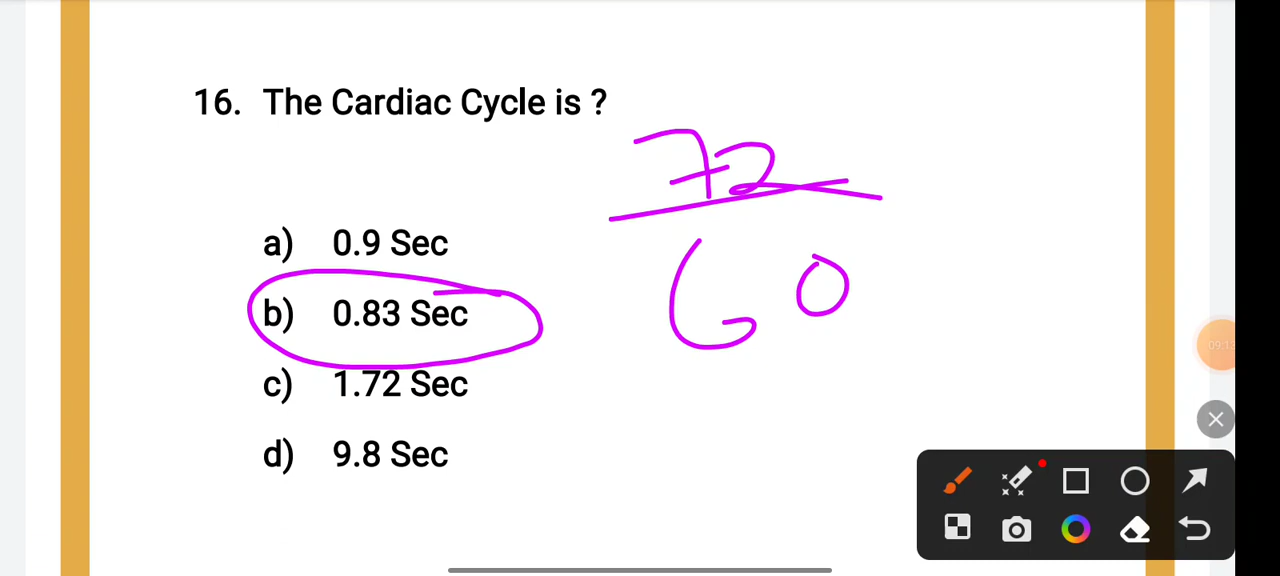 16. The Cardiac Cycle is ?
72
60
a) 0.9 Sec
b) 0.83 Sec
c) 1.72 Sec
d) 9.8 Sec